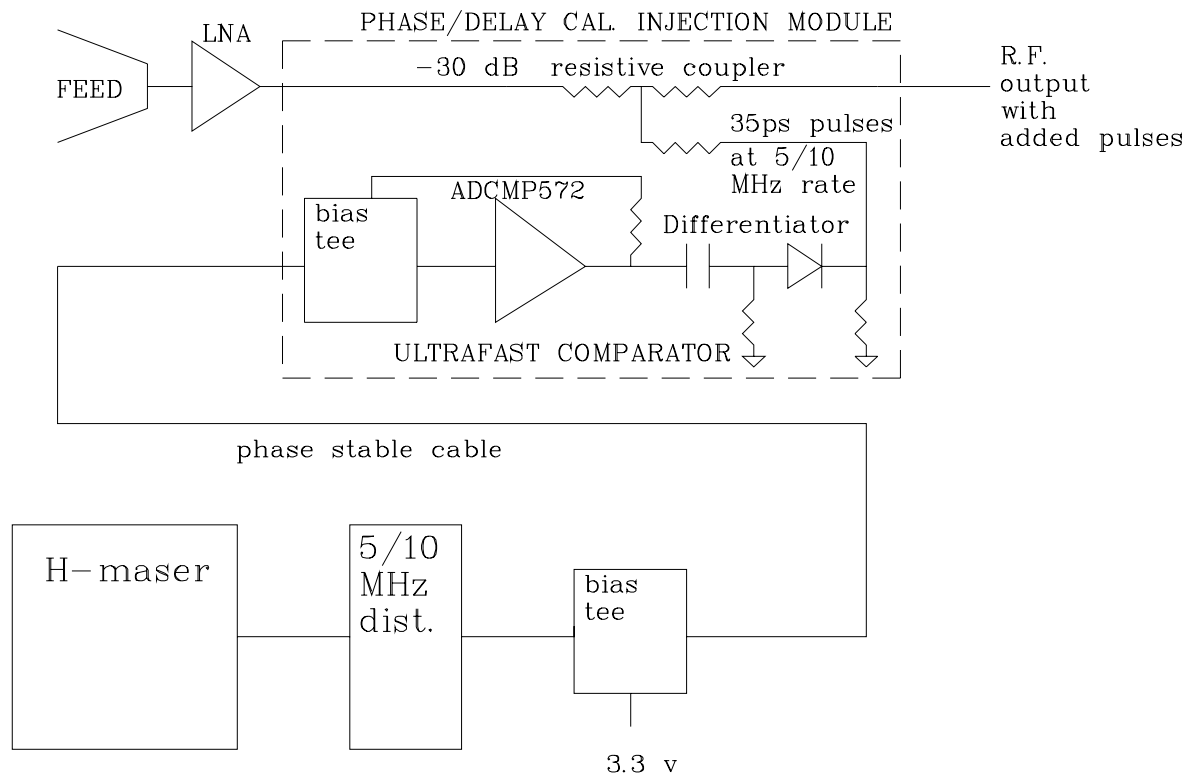 PHASE/DELAY CAL. INJECTION MODULE
LNA
FEED
-30 dB resistive coupler
R.F.
output
with
added pulses
35ps pulses
at 5/10
MHz rate
ADCMP572
bias
tee
Differentiator
ULTRAFAST COMPARATOR
phase stable cable
H-maser
5/10
MHz
dist.
bias
tee
3.3 v